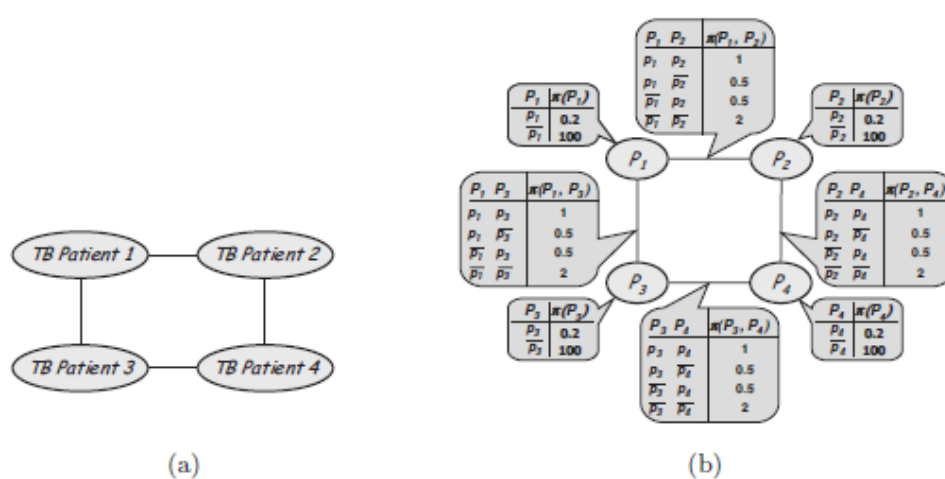 TB Patient 1
TB Patient 2
TB Patient 3
TB Patient 4
(a)
P₁ P₂ π(P₁, P₂)
p₁ p₂ 1
p₁ p̅₂ 0.5
p̅₁ p₂ 0.5
p̅₁ p̅₂ 2
P₁ π(P₁)
p₁ 0.2
p̅₁ 100
P₂ π(P₂)
p₂ 0.2
p̅₂ 100
P₁
P₂
P₁ P₃ π(P₁, P₃)
p₁ p₃ 1
p₁ p̅₃ 0.5
p̅₁ p₃ 0.5
p̅₁ p̅₃ 2
P₂ P₄ π(P₂, P₄)
p₂ p₄ 1
p₂ p̅₄ 0.5
p̅₂ p₄ 0.5
p̅₂ p̅₄ 2
P₃
P₄
P₃ π(P₃)
p₃ 0.2
p̅₃ 100
P₃ P₄ π(P₃, P₄)
p₃ p₄ 1
p₃ p̅₄ 0.5
p̅₃ p₄ 0.5
p̅₃ p̅₄ 2
P₄ π(P₄)
p₄ 0.2
p̅₄ 100
(b)